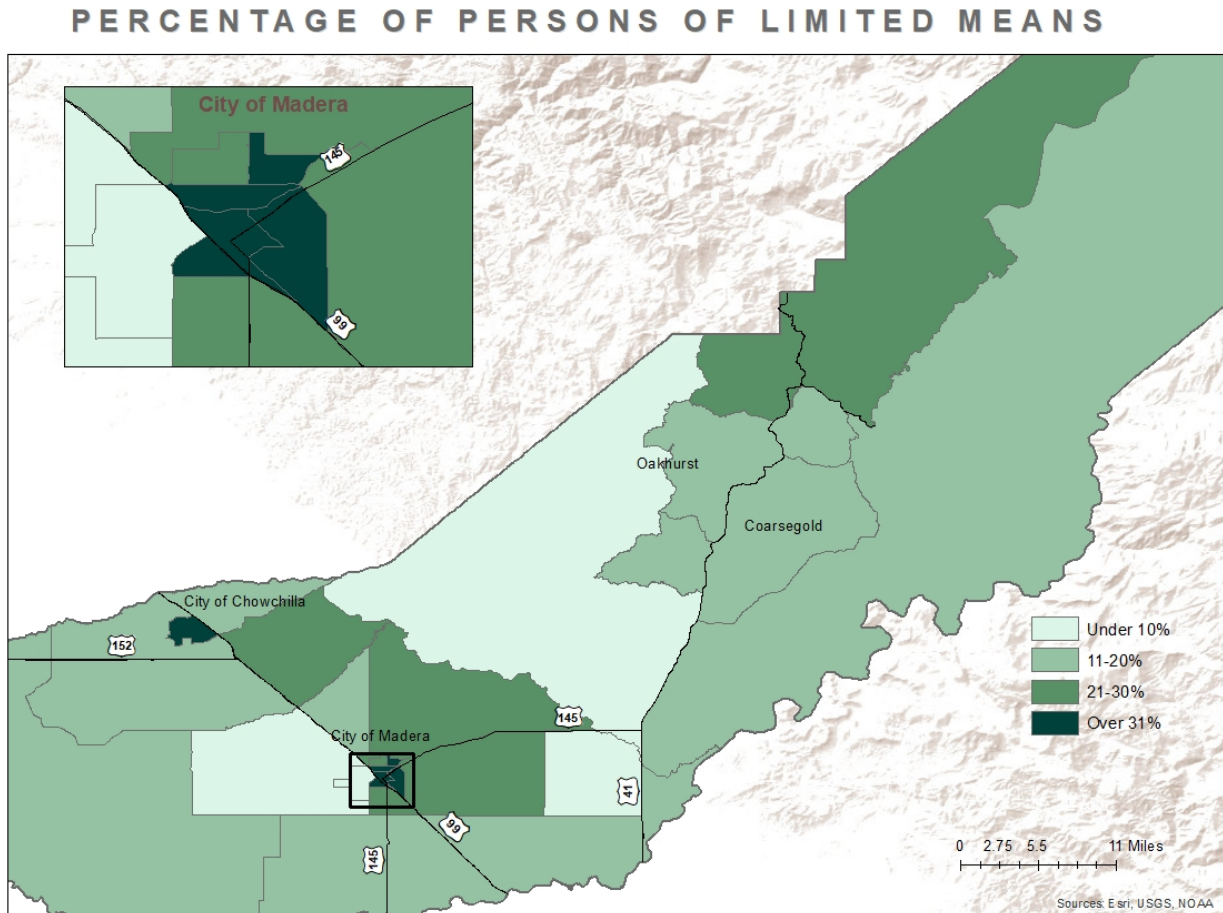 PERCENTAGE OF PERSONS OF LIMITED MEANS
City of Madera
145
99
Oakhurst
Coarsegold
City of Chowchilla
152
Under 10%
11-20%
21-30%
Over 31%
145
City of Madera
41
99
145
0 2.75 5.5 11 Miles
Sources: Esri, USGS, NOAA